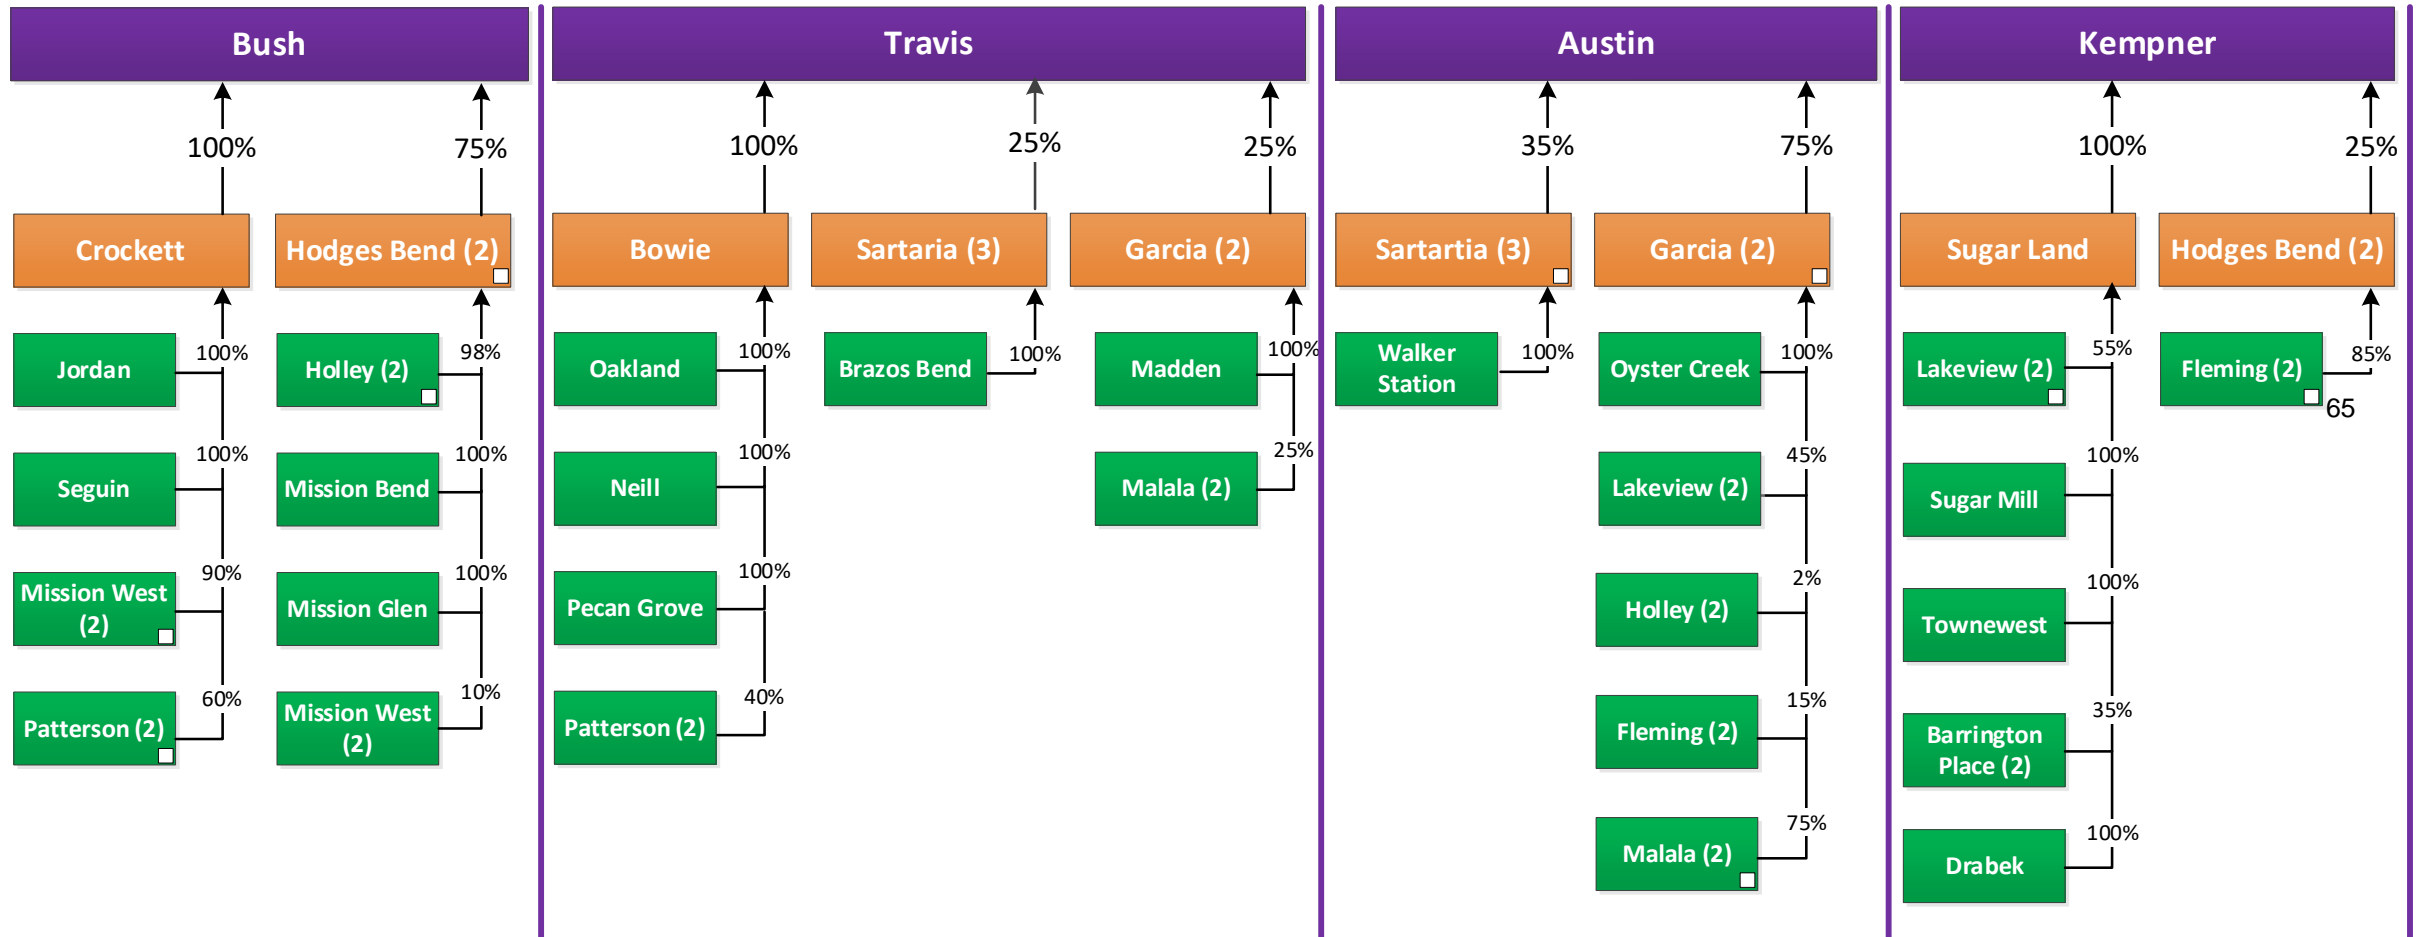 Bush
100%
75%
Crockett
Hodges Bend (2)
Jordan
100%
Holley (2)
98%
Seguin
100%
Mission Bend
100%
Mission West
(2)
90%
Mission Glen
100%
Patterson (2)
60%
Mission West
(2)
10%
Travis
100%
25%
25%
Bowie
Sartaria (3)
Garcia (2)
Oakland
100%
Brazos Bend
100%
Madden
100%
Neill
100%
Malala (2)
25%
Pecan Grove
100%
Patterson (2)
40%
Austin
35%
75%
Sartartia (3)
Garcia (2)
Walker
Station
100%
Oyster Creek
100%
Lakeview (2)
45%
Holley (2)
2%
Fleming (2)
15%
Malala (2)
75%
Kempner
100%
25%
Sugar Land
Hodges Bend (2)
Lakeview (2)
55%
Fleming (2)
85%
65
Sugar Mill
100%
Townewest
100%
Barrington
Place (2)
35%
Drabek
100%